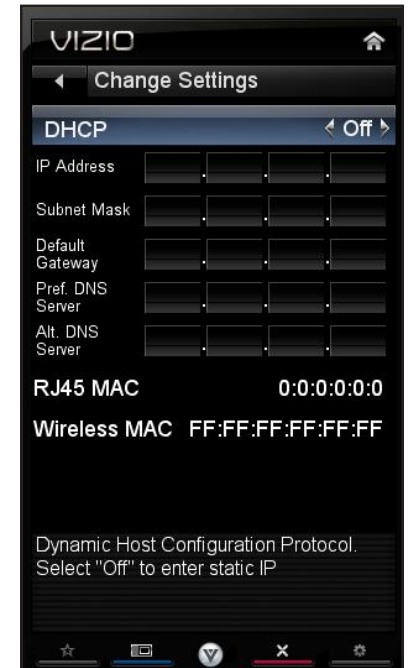 VIZIO
Change Settings
DHCP Off
IP Address . . .
Subnet Mask . . .
Default
Gateway . . .
Pref. DNS
Server . . .
Alt. DNS
Server . . .
RJ45 MAC 0:0:0:0:0:0
Wireless MAC FF:FF:FF:FF:FF:FF
Dynamic Host Configuration Protocol.
Select "Off" to enter static IP
V